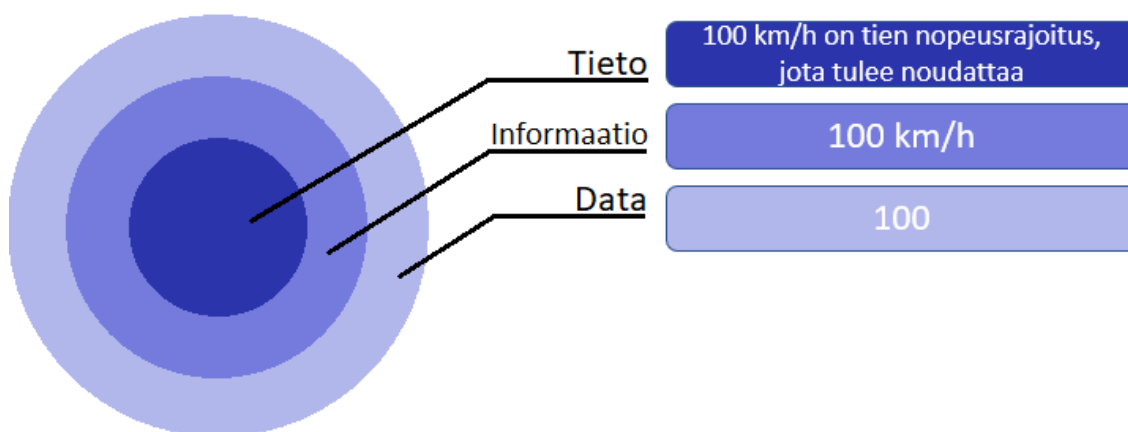 Tieto
100 km/h on tien nopeusrajoitus,
jota tulee noudattaa
Informaatio
100 km/h
Data
100